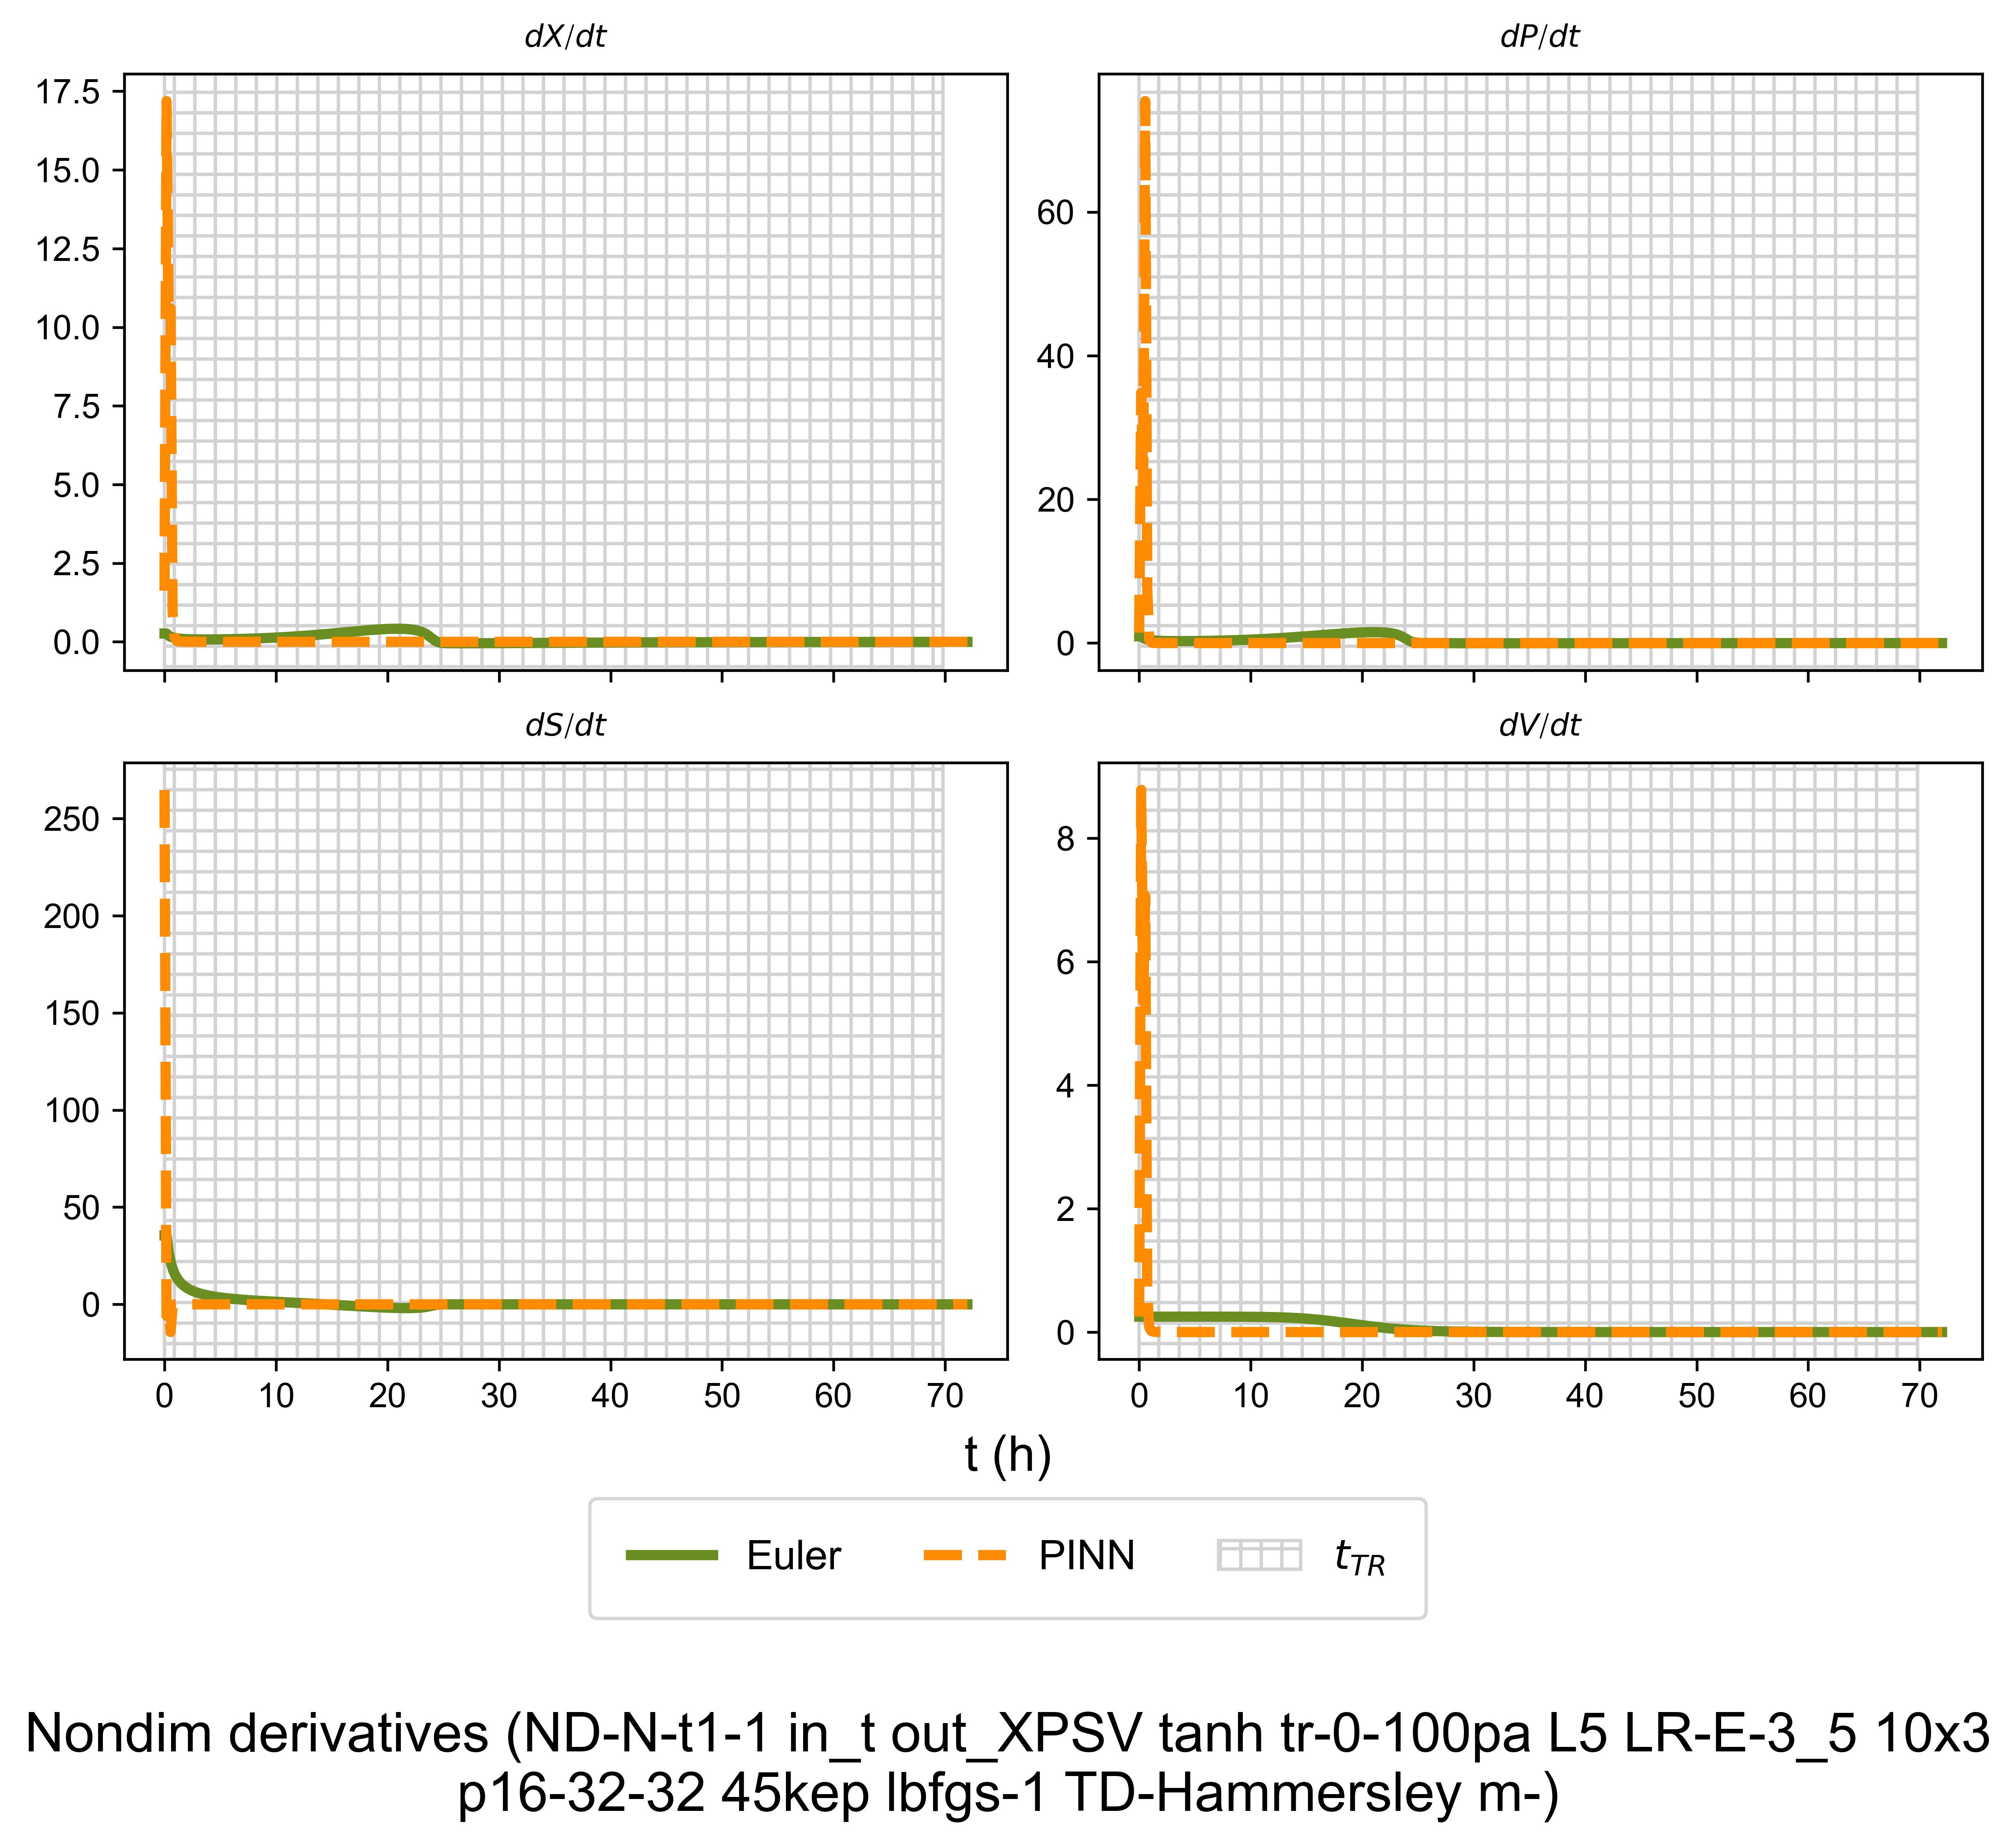 dX/dt
dP/dt
17.5
15.0
12.5
10.0
7.5
5.0
2.5
0.0
60
40
20
0
dS/dt
dV/dt
250
200
150
100
50
0
8
6
4
2
0
0 10 20 30 40 50 60 70
0 10 20 30 40 50 60 70
t (h)
Euler PINN t_TR
Nondim derivatives (ND-N-t1-1 in_t out_XPSV tanh tr-0-100pa L5 LR-E-3_5 10x3
p16-32-32 45kep lbfgs-1 TD-Hammersley m-)